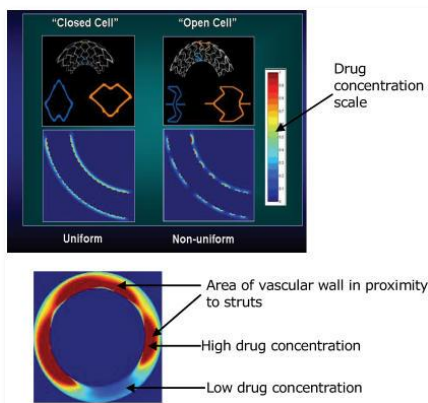 “Closed Cell”
“Open Cell”
Drug
concentration
scale
Uniform
Non-uniform
Area of vascular wall in proximity
to struts
High drug concentration
Low drug concentration